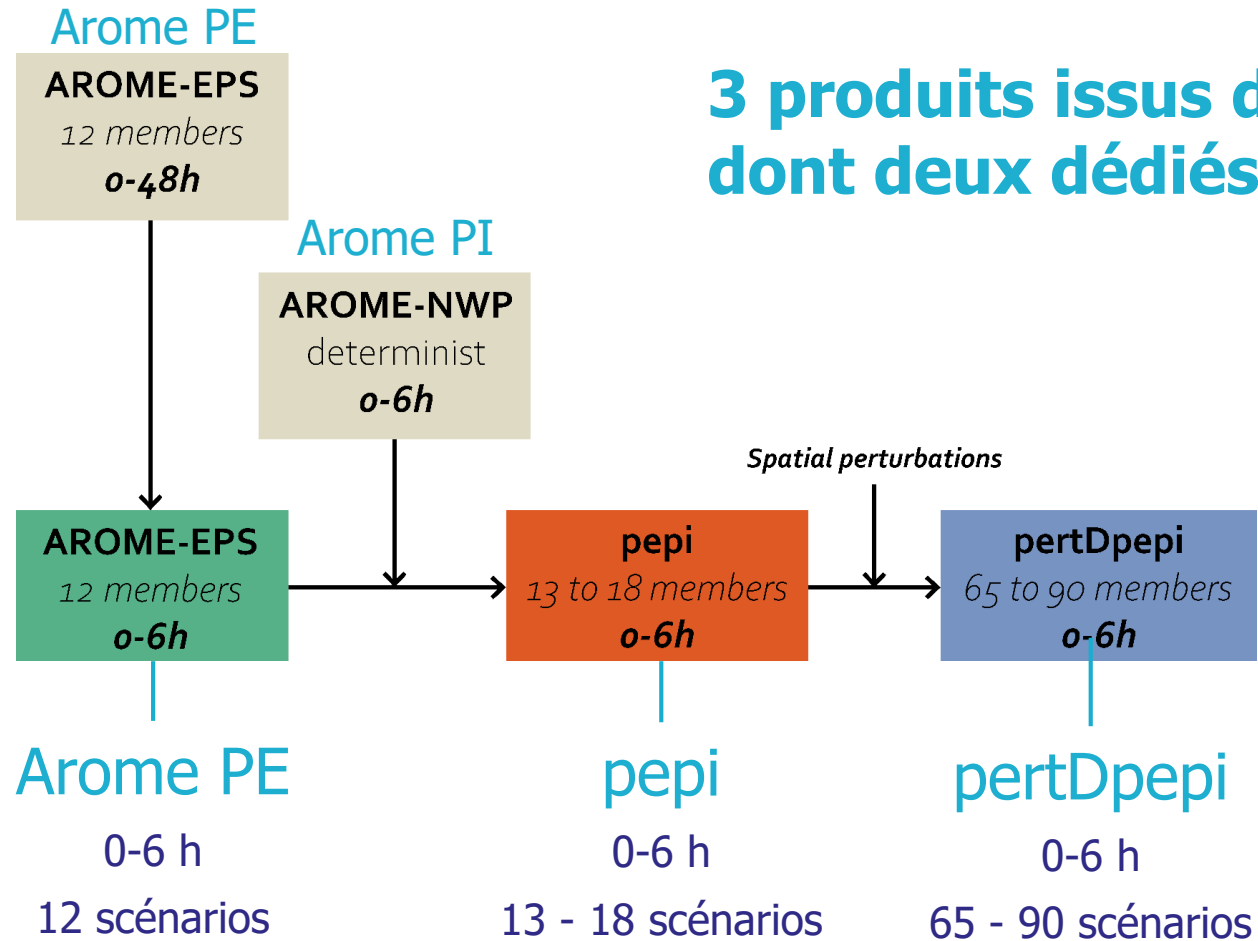 Arome PE
AROME-EPS
12 members
0-48h
3 produits issus
dont deux dédiés
Arome PI
AROME-NWP
determinist
0-6h
Spatial perturbations
AROME-EPS
12 members
0-6h
pepi
13 to 18 members
0-6h
pertDpepi
65 to 90 members
0-6h
Arome PE
0-6 h
12 scénarios
pepi
0-6 h
13 - 18 scénarios
pertDpepi
0-6 h
65 - 90 scénarios